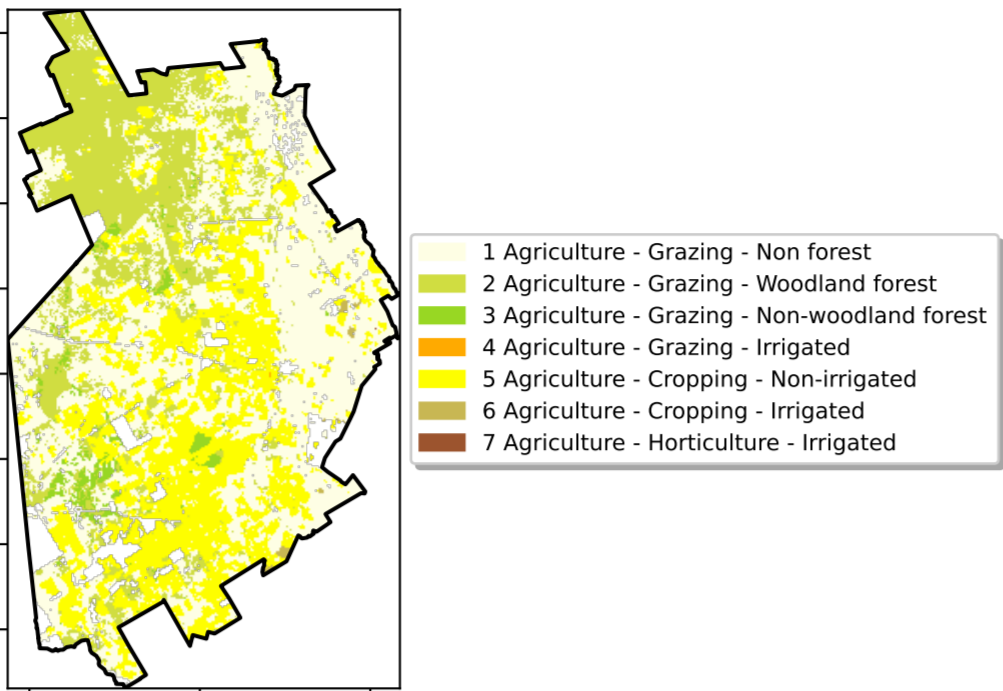 1 Agriculture - Grazing - Non forest
2 Agriculture - Grazing - Woodland forest
3 Agriculture - Grazing - Non-woodland forest
4 Agriculture - Grazing - Irrigated
5 Agriculture - Cropping - Non-irrigated
6 Agriculture - Cropping - Irrigated
7 Agriculture - Horticulture - Irrigated